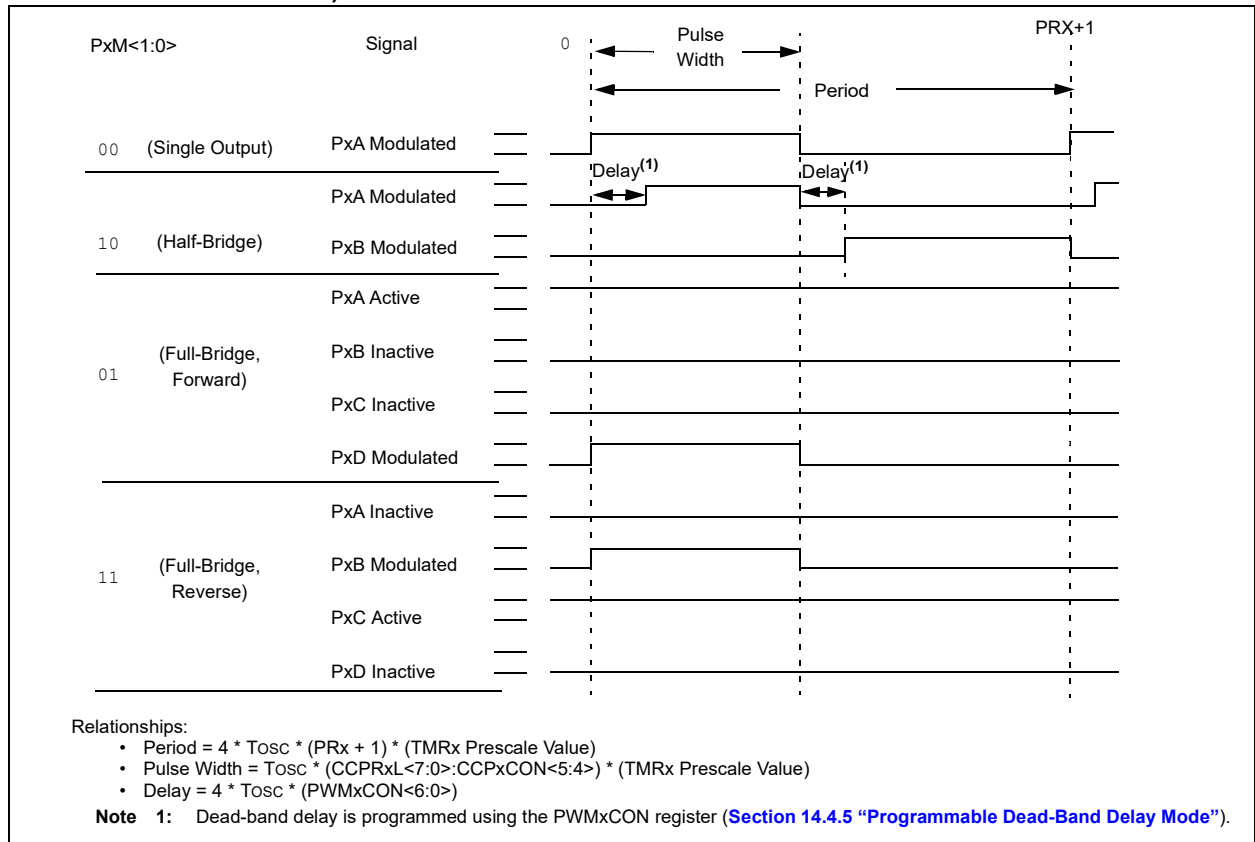 PxM<1:0>
Signal
0
Pulse
Width
PRX+1
Period
00 (Single Output) PxA Modulated
Delay(1) Delay(1)
PxA Modulated
10 (Half-Bridge) PxB Modulated
PxA Active
(Full-Bridge, PxB Inactive
01
Forward)
PxC Inactive
PxD Modulated
PxA Inactive
(Full-Bridge, PxB Modulated
11
Reverse)
PxC Active
PxD Inactive
Relationships:
• Period = 4 * TOSC * (PRx + 1) * (TMRx Prescale Value)
• Pulse Width = TOSC * (CCPRxL<7:0>:CCPxCON<5:4>) * (TMRx Prescale Value)
• Delay = 4 * TOSC * (PWMxCON<6:0>)
Note 1: Dead-band delay is programmed using the PWMxCON register (Section 14.4.5 “Programmable Dead-Band Delay Mode”).